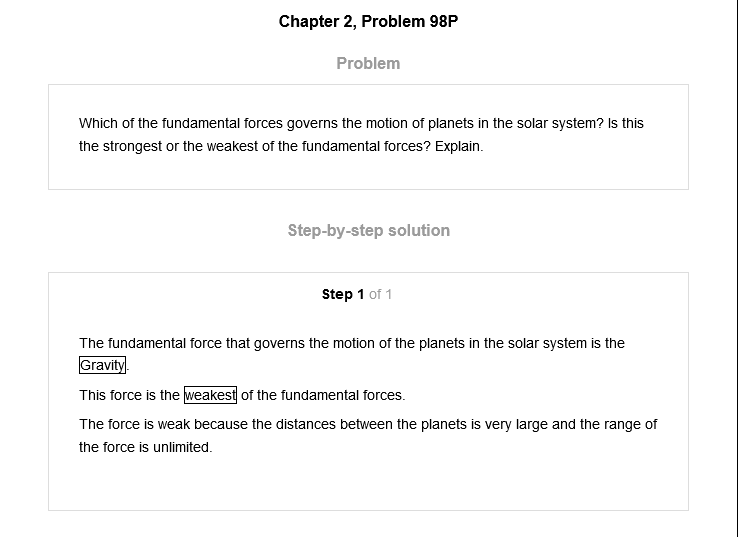 Chapter 2, Problem 98P
Problem
Which of the fundamental forces governs the motion of planets in the solar system? Is this
the strongest or the weakest of the fundamental forces? Explain.
Step-by-step solution
Step 1 of 1
The fundamental force that governs the motion of the planets in the solar system is the
Gravity.
This force is the weakest of the fundamental forces.
The force is weak because the distances between the planets is very large and the range of
the force is unlimited.